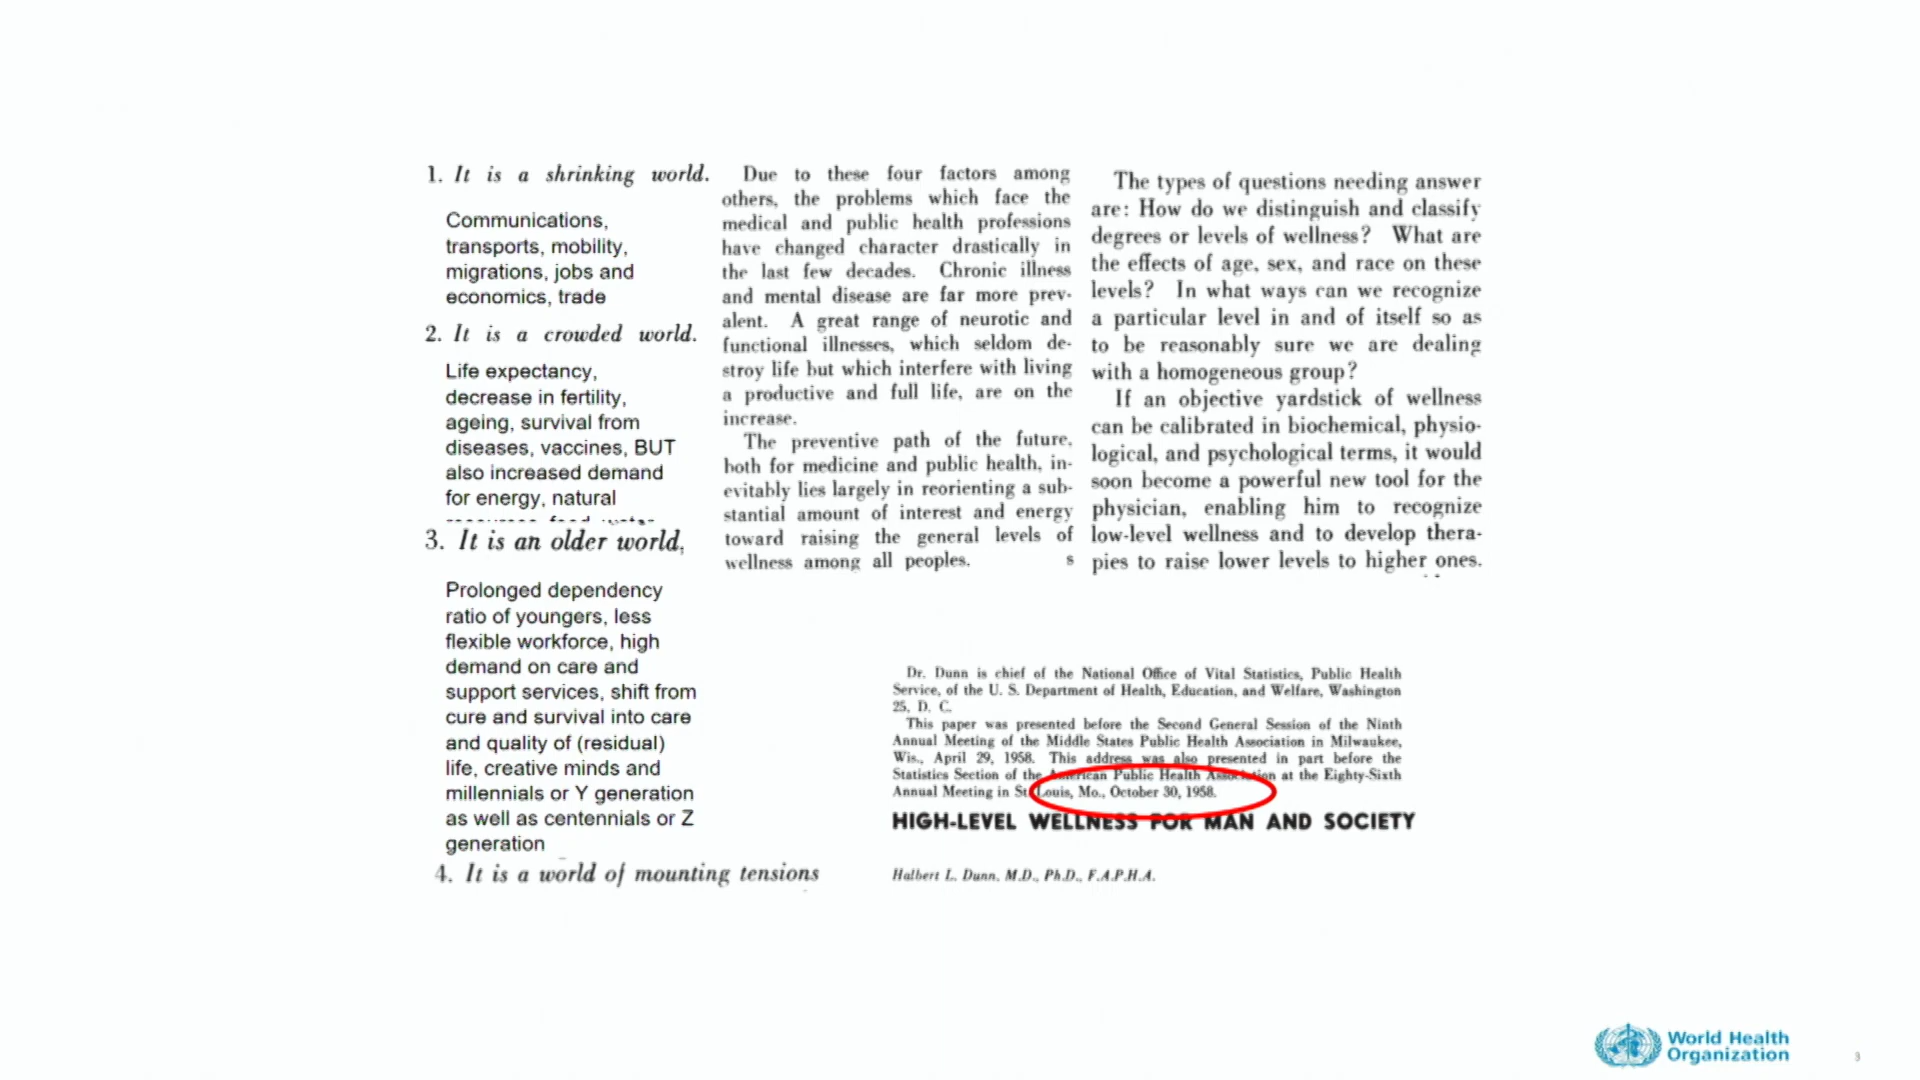 1. It is a shrinking world.
Communications,
transports, mobility,
migrations, jobs and
economics, trade
2. It is a crowded world.
Life expectancy,
decrease in fertility,
ageing, survival from
diseases, vaccines, BUT
also increased demand
for energy, natural
3. It is an older world,
Prolonged dependency
ratio of youngers, less
flexible workforce, high
demand on care and
support services, shift from
cure and survival into care
and quality of (residual)
life, creative minds and
millennials or Y generation
as well as centennials or Z
generation
4. It is a world of mounting tensions
Due to these four factors among
others, the problems which face the
medical and public health professions
have changed character drastically in
the last few decades. Chronic illness
and mental disease are far more prev-
alent. A great range of neurotic and
functional illnesses, which seldom de-
stroy life but which interfere with living
a productive and full life, are on the
increase.
The preventive path of the future,
both for medicine and public health, in-
evitably lies largely in reorienting a sub-
stantial amount of interest and energy
toward raising the general levels of
wellness among all peoples. s
The types of questions needing answer
are: How do we distinguish and classify
degrees or levels of wellness? What are
the effects of age, sex, and race on these
levels? In what ways can we recognize
a particular level in and of itself so as
to be reasonably sure we are dealing
with a homogeneous group?
If an objective yardstick of wellness
can be calibrated in biochemical, physio-
logical, and psychological terms, it would
soon become a powerful new tool for the
physician, enabling him to recognize
low-level wellness and to develop thera-
pies to raise lower levels to higher ones.
Dr. Dunn is chief of the National Office of Vital Statistics, Public Health
Service, of the U. S. Department of Health, Education, and Welfare, Washington
25, D. C.
This paper was presented before the Second General Session of the Ninth
Annual Meeting of the Middle States Public Health Association in Milwaukee,
Wis., April 29, 1958. This address was also presented in part before the
Statistics Section of the American Public Health Association at the Eighty-Sixth
Annual Meeting in St. Louis, Mo., October 30, 1958.
HIGH-LEVEL WELLNESS FOR MAN AND SOCIETY
Halbert L. Dunn, M.D., Ph.D., F.A.P.H.A.
World Health
Organization
3